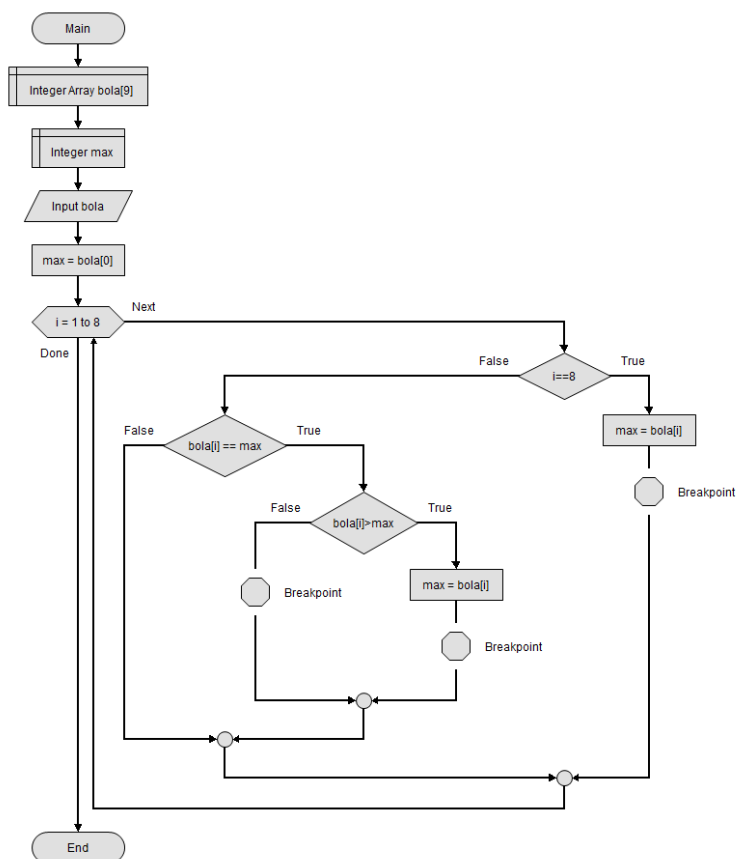 Main
Integer Array bola[9]
Integer max
Input bola
max = bola[0]
i = 1 to 8
Next
Done
i==8
False
True
max = bola[i]
Breakpoint
bola[i] == max
False
True
bola[i]>max
False
True
Breakpoint
max = bola[i]
Breakpoint
End